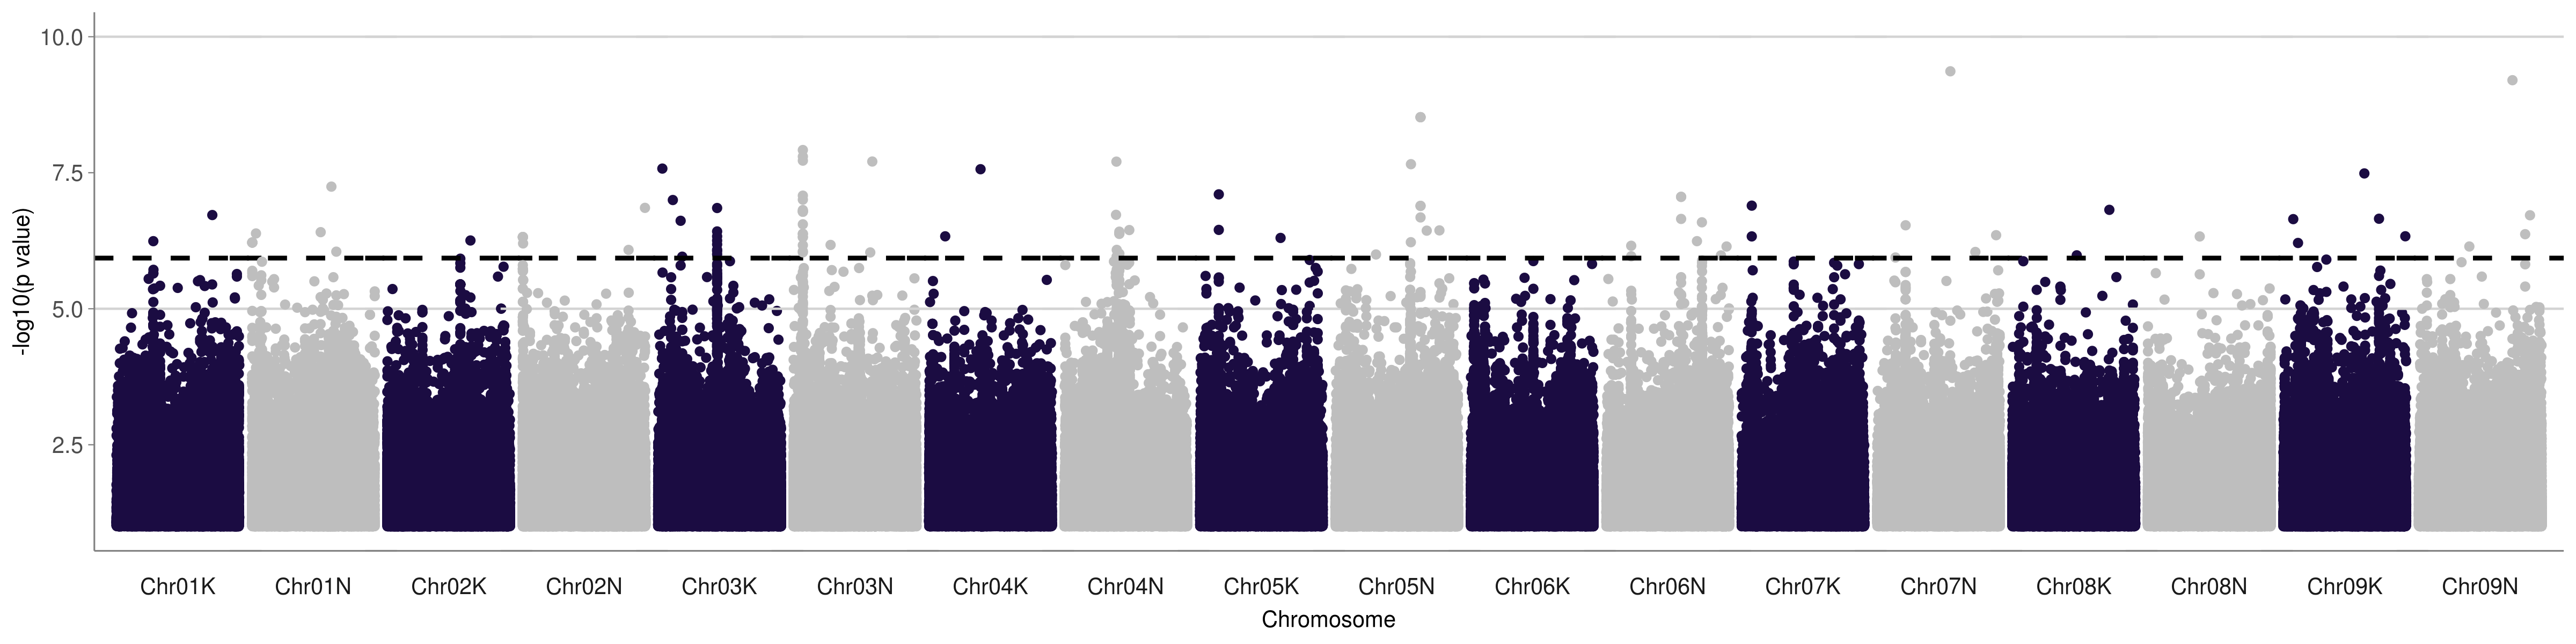 -log10(p value)
10.0
7.5
5.0
2.5
Chr01K Chr01N Chr02K Chr02N Chr03K Chr03N Chr04K Chr04N Chr05K Chr05N Chr06K Chr06N Chr07K Chr07N Chr08K Chr08N Chr09K Chr09N
Chromosome